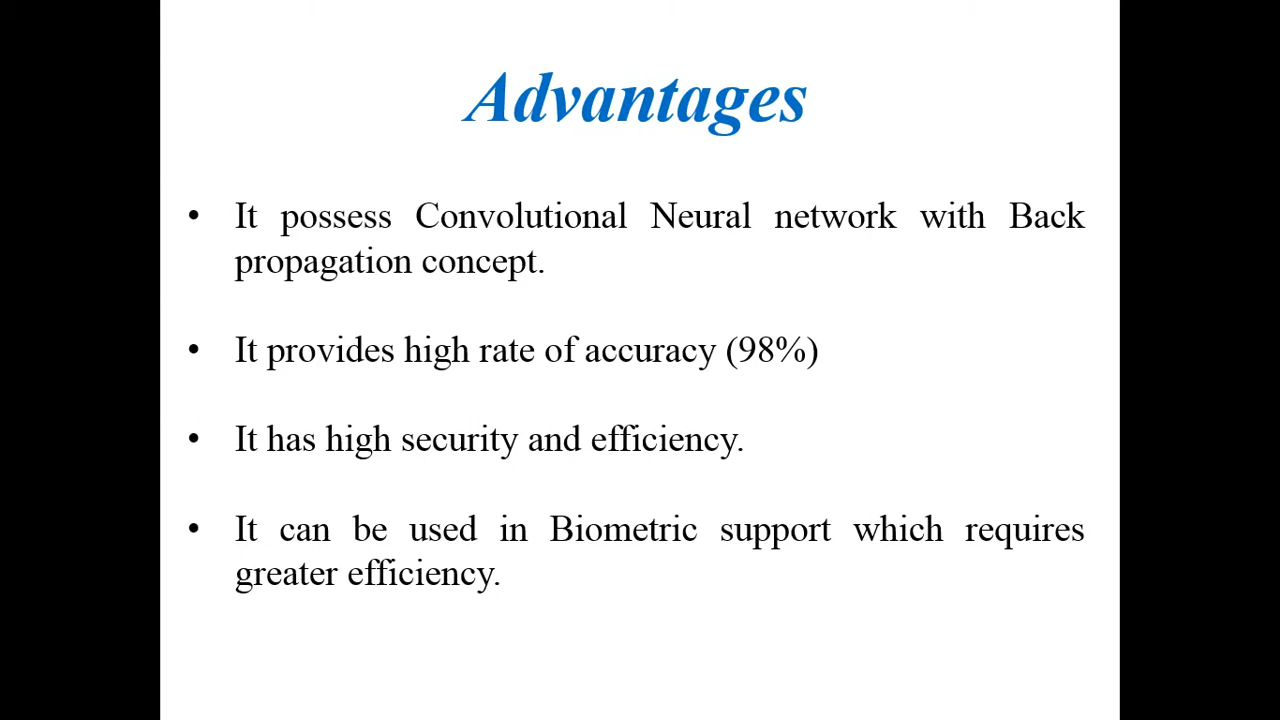 Advantages
• It possess Convolutional Neural network with Back
propagation concept.
• It provides high rate of accuracy (98%)
• It has high security and efficiency.
• It can be used in Biometric support which requires
greater efficiency.